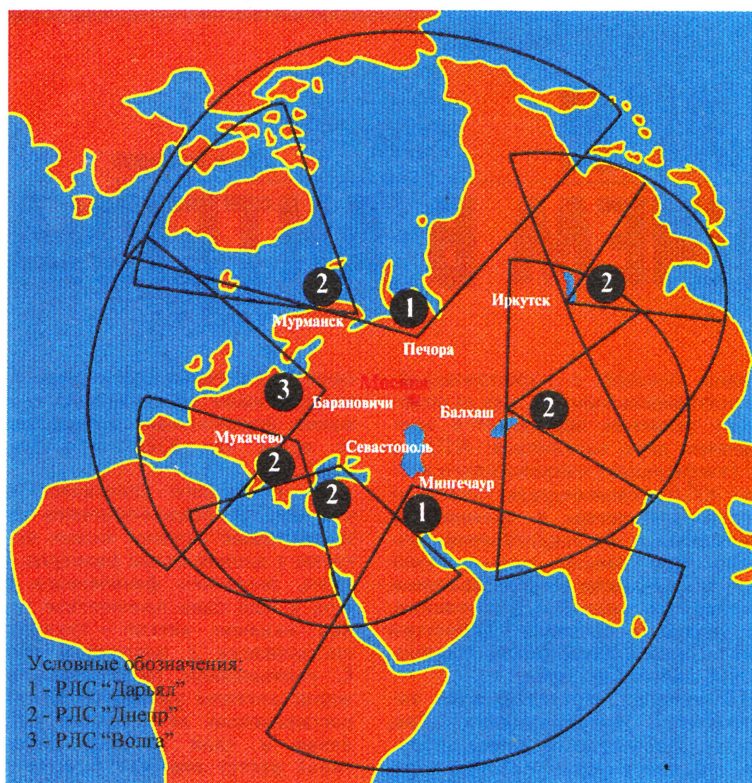 2
1
2
Иркутск
Мурманск
Печора
Москва
3
Барановичи
Балхаш
2
Мукачево
Севастополь
2
Мингечаур
2
1
Условные обозначения:
1 - РЛС “Дарьял”
2 - РЛС ”Днепр”
3 - РЛС “Волга”